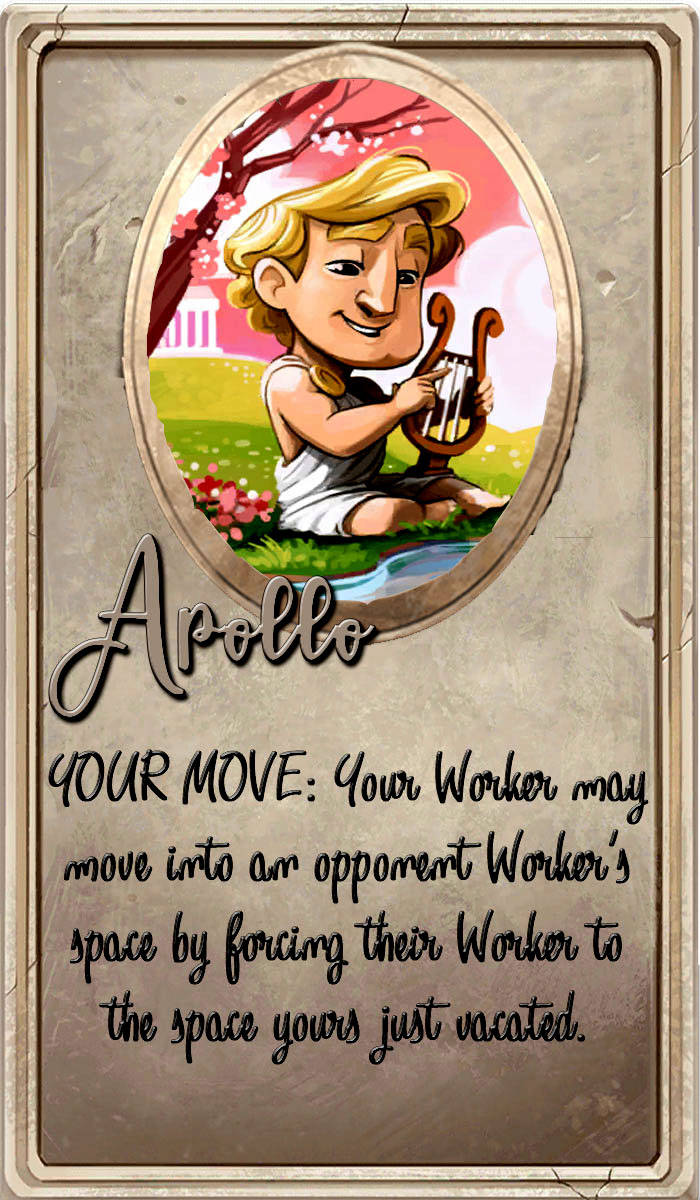 Apollo
YOUR MOVE: Your Worker may
move into an opponent Worker's
space by forcing their Worker to
the space yours just vacated.